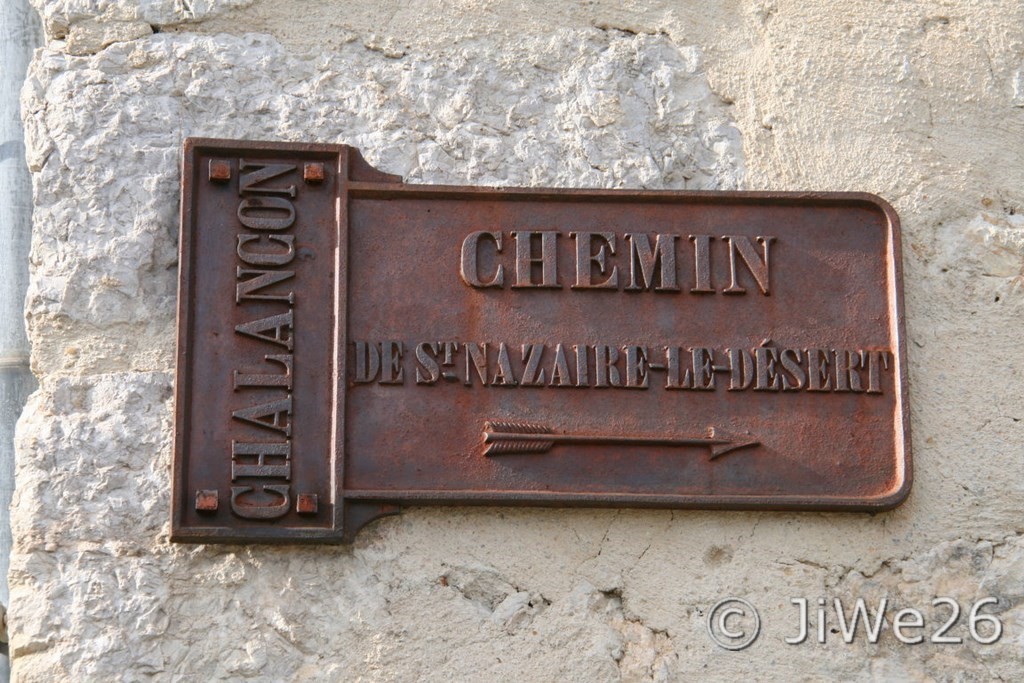 CHALANCON
CHEMIN
DE ST-NAZAIRE-LE-DÉSERT
© JiWe26